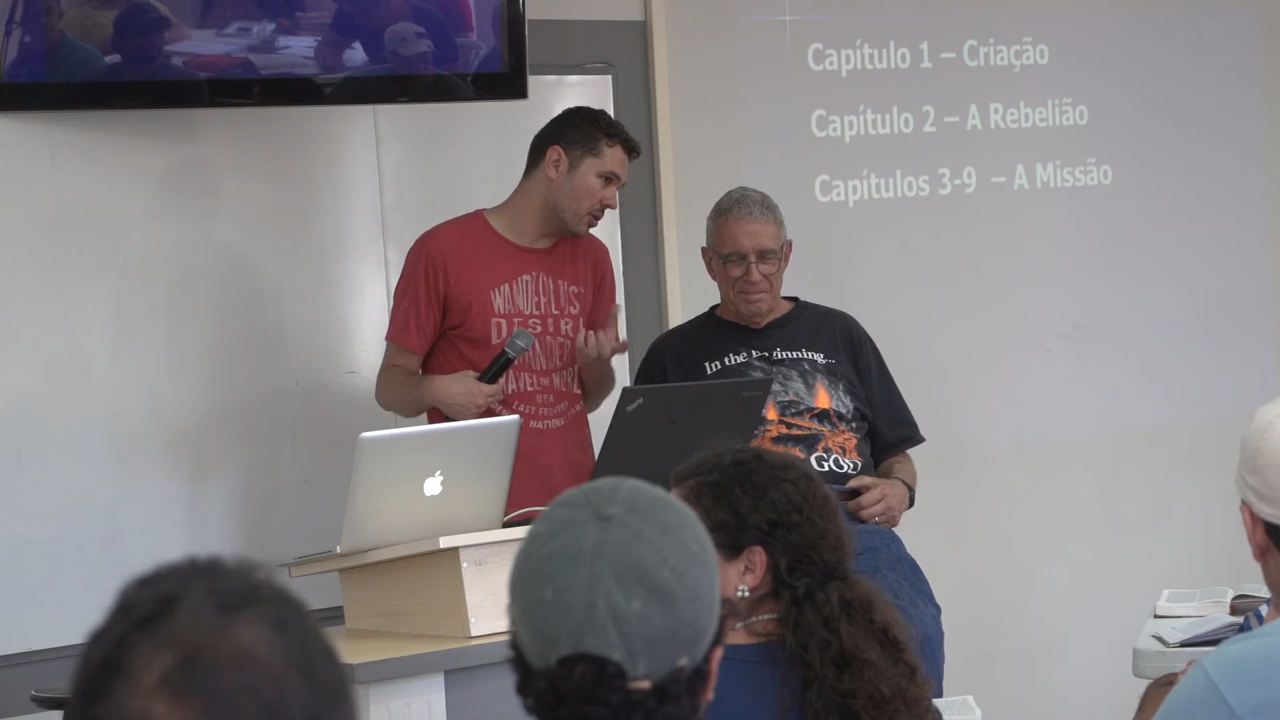 Capítulo 1 – Criação
Capítulo 2 – A Rebelião
Capítulos 3-9 – A Missão
WANDERLUST
DESIRE
WANDER
TRAVEL THE WORLD
USA
LAST FRONTIER
NATIONAL PARK
In the Beginning...
GOD
ThinkPad